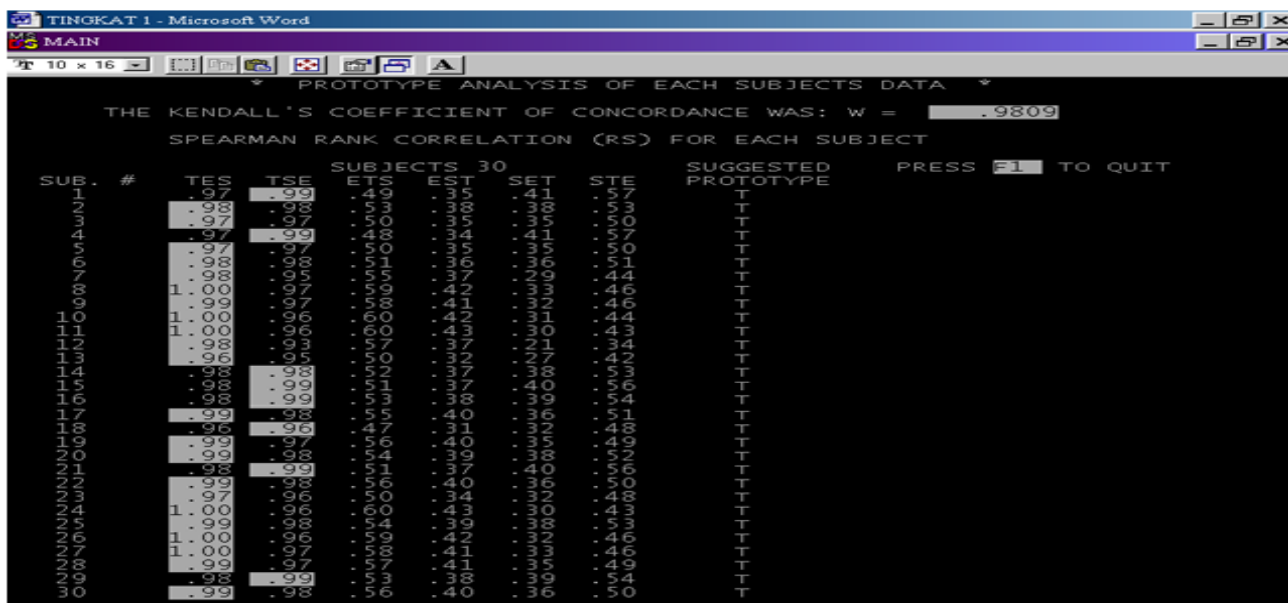 TINGKAT 1 - Microsoft Word
MS DOS MAIN
Tr 10 x 16 A
* PROTOTYPE ANALYSIS OF EACH SUBJECTS DATA *
THE KENDALL'S COEFFICIENT OF CONCORDANCE WAS: W = .9809
SPEARMAN RANK CORRELATION (RS) FOR EACH SUBJECT
SUBJECTS 30 SUGGESTED PRESS F1 TO QUIT
SUB. # TES TSE ETS EST SET STE PROTOTYPE
1 .97 .99 .49 .35 .41 .57 T
2 .98 .98 .53 .38 .38 .53 T
3 .97 .97 .50 .35 .35 .50 T
4 .97 .99 .48 .34 .41 .57 T
5 .97 .97 .50 .35 .35 .50 T
6 .98 .98 .51 .36 .36 .51 T
7 .98 .95 .55 .37 .29 .44 T
8 1.00 .97 .59 .42 .33 .46 T
9 .99 .97 .58 .41 .32 .46 T
10 1.00 .96 .60 .42 .31 .44 T
11 1.00 .96 .60 .43 .30 .43 T
12 .98 .93 .57 .37 .21 .34 T
13 .96 .95 .50 .32 .27 .42 T
14 .98 .98 .52 .37 .38 .53 T
15 .98 .99 .51 .37 .40 .56 T
16 .98 .99 .53 .38 .39 .54 T
17 .99 .98 .55 .40 .36 .51 T
18 .96 .96 .47 .31 .32 .48 T
19 .99 .97 .56 .40 .35 .49 T
20 .99 .98 .54 .39 .38 .52 T
21 .98 .99 .51 .37 .40 .56 T
22 .99 .98 .56 .40 .36 .50 T
23 .97 .96 .50 .34 .32 .48 T
24 1.00 .96 .60 .43 .30 .43 T
25 .99 .98 .54 .39 .38 .53 T
26 1.00 .96 .59 .42 .32 .46 T
27 1.00 .97 .58 .41 .33 .46 T
28 .99 .97 .57 .41 .35 .49 T
29 .98 .99 .53 .38 .39 .54 T
30 .99 .98 .56 .40 .36 .50 T